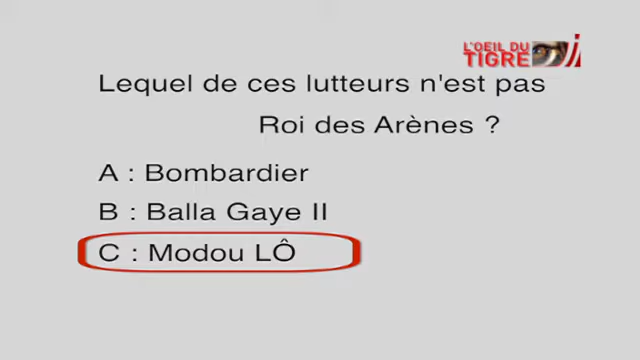 L'OEIL DU
TIGRE
Lequel de ces lutteurs n'est pas
Roi des Arènes ?
A : Bombardier
B : Balla Gaye II
C : Modou LÔ